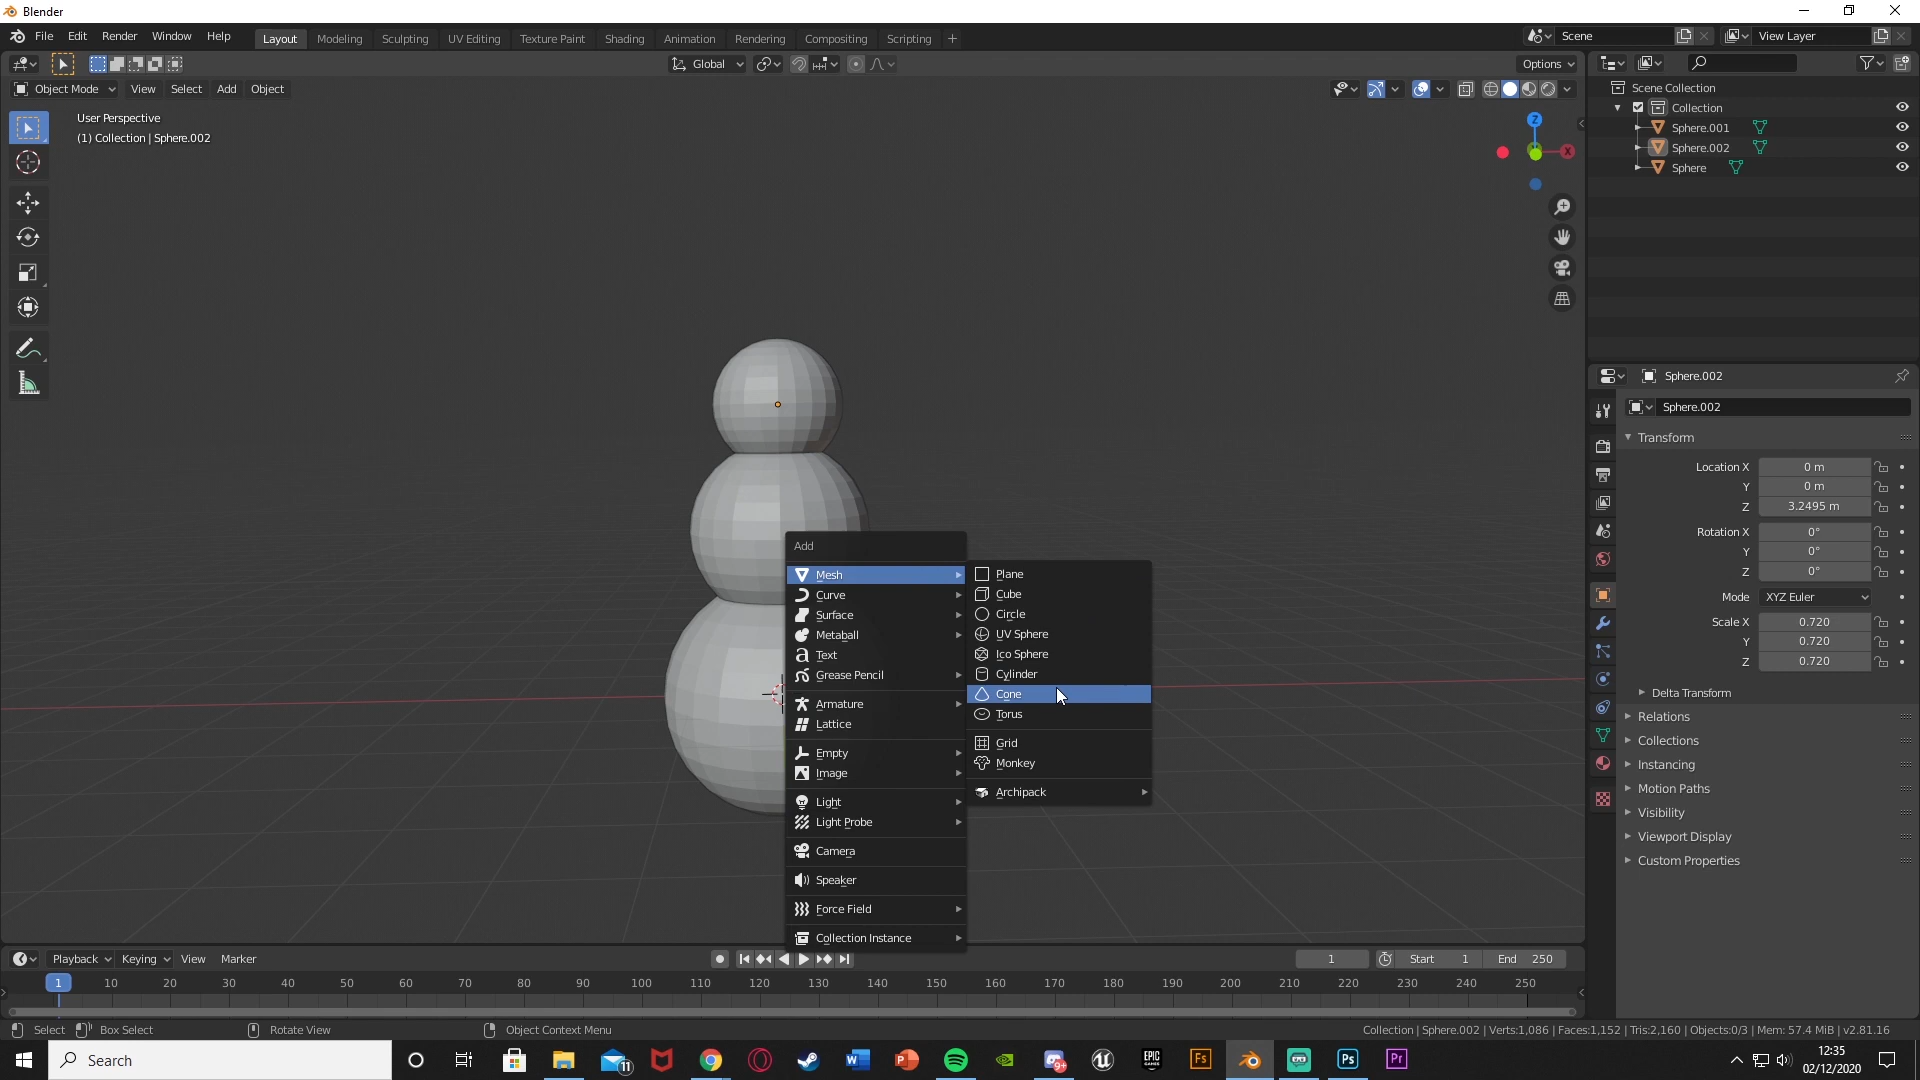 Blender
File Edit Render Window Help
Layout Modeling Sculpting UV Editing Texture Paint Shading Animation Rendering Compositing Scripting +
Scene
View Layer
Global
Options
Object Mode View Select Add Object
User Perspective
(1) Collection | Sphere.002
Z
X
Scene Collection
Collection
Sphere.001
Sphere.002
Sphere
Add
Mesh
Curve
Surface
Metaball
Text
Grease Pencil
Armature
Lattice
Empty
Image
Light
Light Probe
Camera
Speaker
Force Field
Collection Instance
Plane
Cube
Circle
UV Sphere
Ico Sphere
Cylinder
Cone
Torus
Grid
Monkey
Archipack
Sphere.002
Sphere.002
Transform
Location X 0 m
Y 0 m
Z 3.2495 m
Rotation X 0°
Y 0°
Z 0°
Mode XYZ Euler
Scale X 0.720
Y 0.720
Z 0.720
Delta Transform
Relations
Collections
Instancing
Motion Paths
Visibility
Viewport Display
Custom Properties
Playback Keying View Marker
1 Start 1 End 250
1 10 20 30 40 50 60 70 80 90 100 110 120 130 140 150 160 170 180 190 200 210 220 230 240 250
Select Box Select Rotate View Object Context Menu
Collection | Sphere.002 | Verts:1,086 | Faces:1,152 | Tris:2,160 | Objects:0/3 | Mem: 57.4 MiB | v2.81.16
Search
11
W
P
9+
EPIC GAMES
Fs
Ps
Pr
12:35
02/12/2020